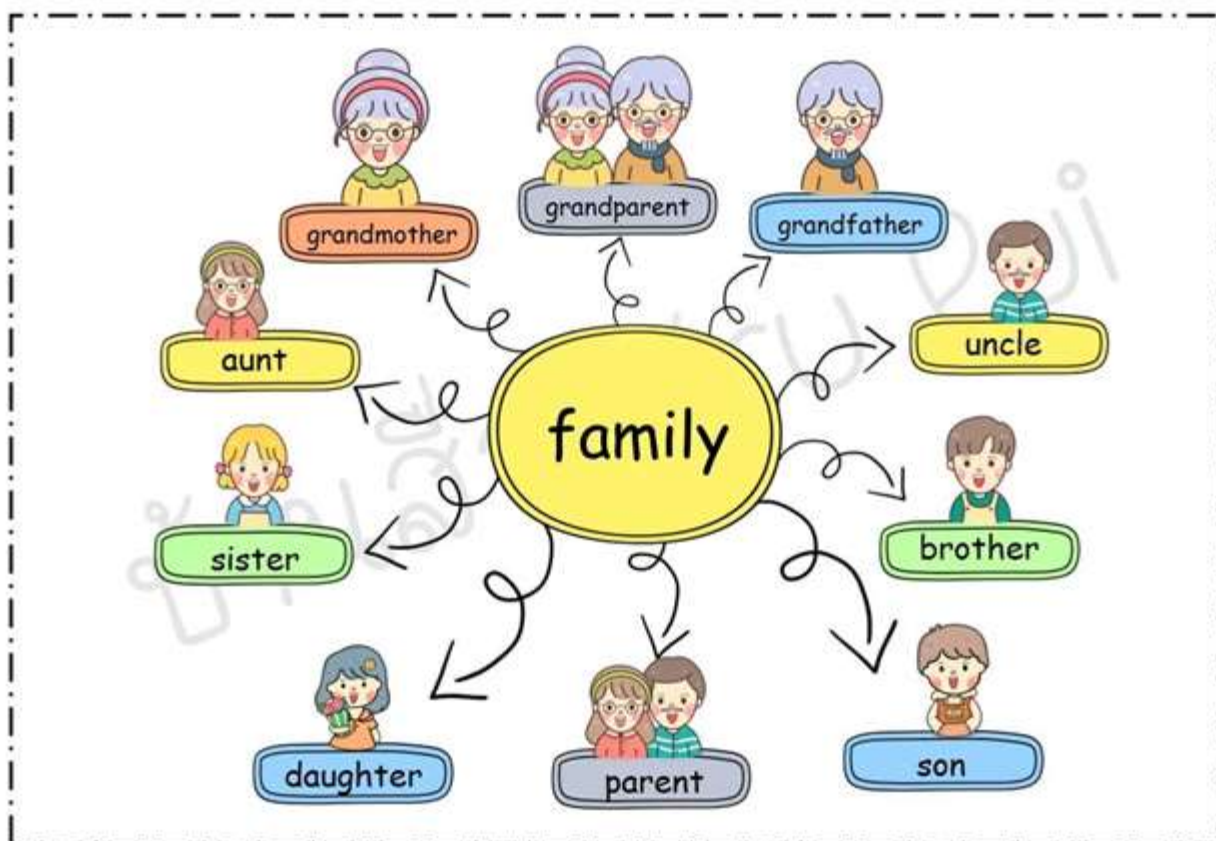 grandmother
grandparent
grandfather
aunt
uncle
family
sister
brother
daughter
parent
son